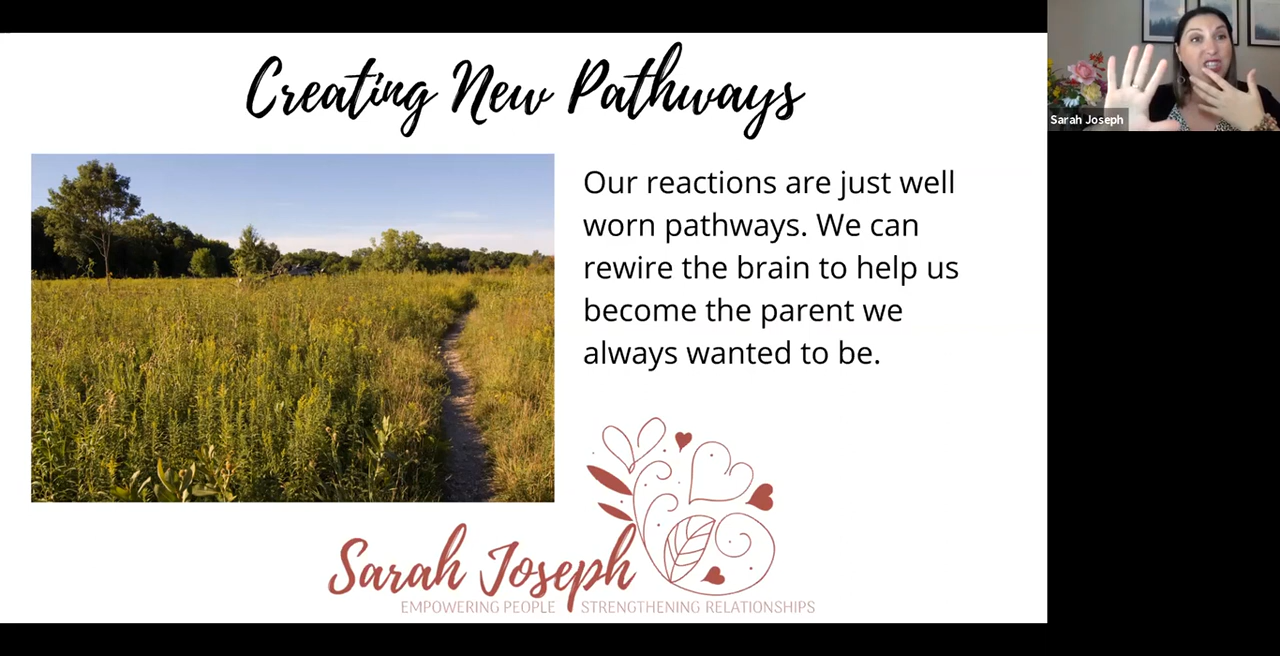 Creating New Pathways
Sarah Joseph
Our reactions are just well
worn pathways. We can
rewire the brain to help us
become the parent we
always wanted to be.
Sarah Joseph
EMPOWERING PEOPLE STRENGTHENING RELATIONSHIPS